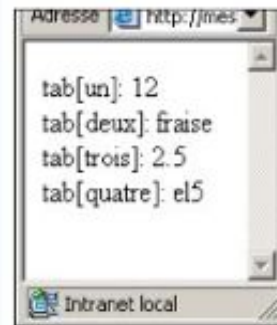 Adresse http://mes
tab[un]: 12
tab[deux]: fraise
tab[trois]: 2.5
tab[quatre]: el5
Intranet local